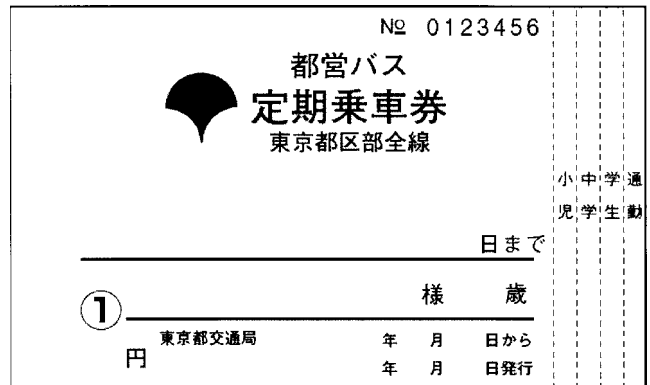 № 0123456
都営バス
定期乗車券
東京都区部全線
小児
中学
学生
通勤
日まで
① 様 歳
東京都交通局 年 月 日から
円 年 月 日発行